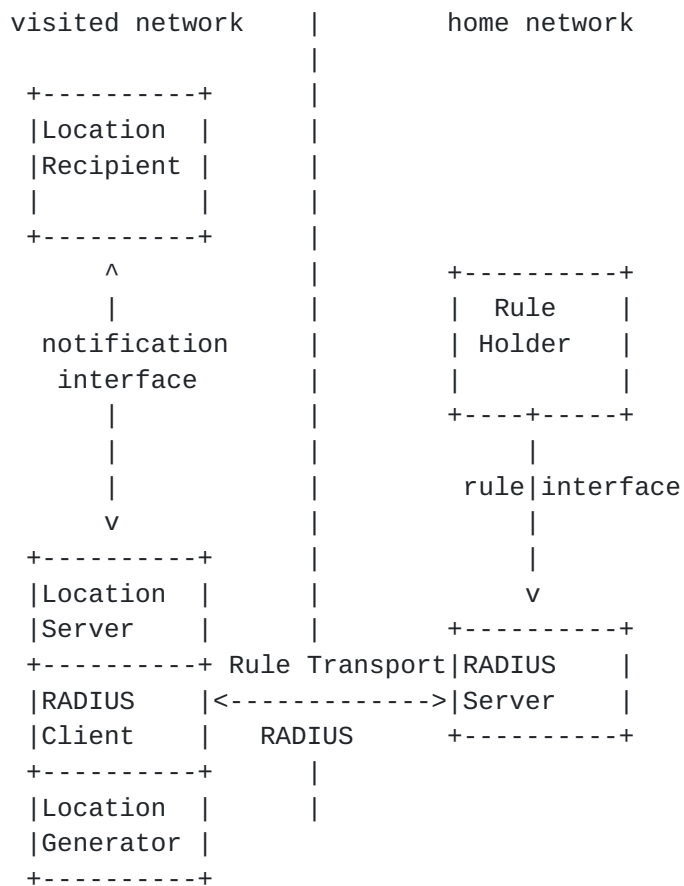 visited network    |        home network
                   |
 +----------+      |
 |Location  |      |
 |Recipient |      |
 |          |      |
 +----------+      |
      ^            |        +----------+
      |            |        |  Rule    |
  notification     |        | Holder   |
   interface       |        |          |
      |            |        +----+-----+
      |            |             |
      |            |         rule|interface
      v            |             |
 +----------+      |             |
 |Location  |      |             v
 |Server    |      |        +----------+
 +----------+ Rule Transport|RADIUS    |
 |RADIUS    |<------------->|Server    |
 |Client    |   RADIUS      +----------+
 +----------+      |
 |Location  |      |
 |Generator |
 +----------+